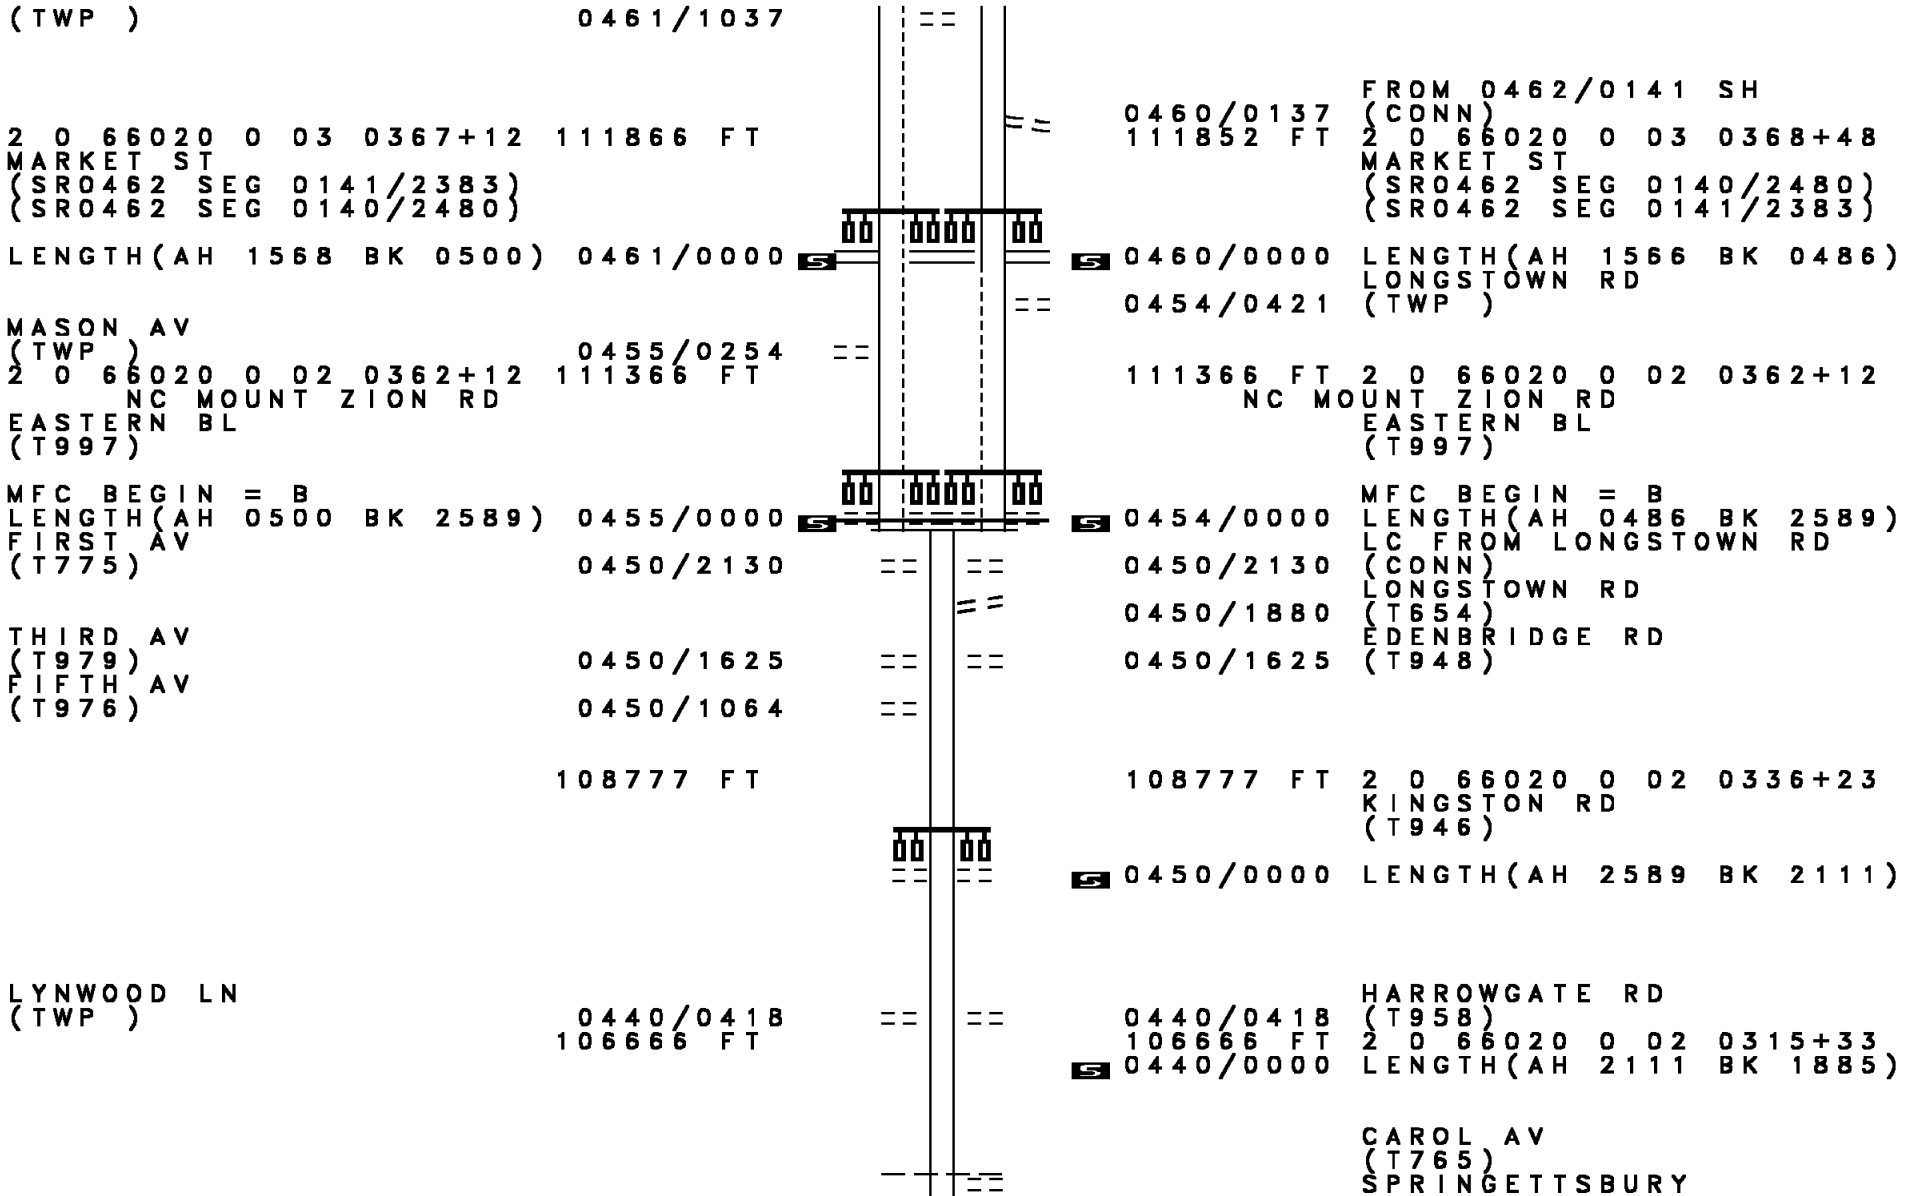 (TWP ) 0461/1037
FROM 0462/0141 SH
0460/0137 (CONN)
2 0 66020 0 03 0367+12 111866 FT 111852 FT 2 0 66020 0 03 0368+48
MARKET ST MARKET ST
(SR0462 SEG 0141/2383) (SR0462 SEG 0140/2480)
(SR0462 SEG 0140/2480) (SR0462 SEG 0141/2383)
LENGTH(AH 1568 BK 0500) 0461/0000 S S 0460/0000 LENGTH(AH 1566 BK 0486)
LONGSTOWN RD
0454/0421 (TWP )
MASON AV
(TWP ) 0455/0254
2 0 66020 0 02 0362+12 111366 FT 111366 FT 2 0 66020 0 02 0362+12
NC MOUNT ZION RD NC MOUNT ZION RD
EASTERN BL EASTERN BL
(T997) (T997)
MFC BEGIN = B MFC BEGIN = B
LENGTH(AH 0500 BK 2589) 0455/0000 S S 0454/0000 LENGTH(AH 0486 BK 2589)
FIRST AV LC FROM LONGSTOWN RD
(T775) 0450/2130 0450/2130 (CONN)
LONGSTOWN RD
0450/1880 (T654)
THIRD AV EDENBRIDGE RD
(T979) 0450/1625 0450/1625 (T948)
FIFTH AV
(T976) 0450/1064
108777 FT 108777 FT 2 0 66020 0 02 0336+23
KINGSTON RD
(T946)
S 0450/0000 LENGTH(AH 2589 BK 2111)
LYNWOOD LN HARROWGATE RD
(TWP ) 0440/0418 0440/0418 (T958)
106666 FT 106666 FT 2 0 66020 0 02 0315+33
S 0440/0000 LENGTH(AH 2111 BK 1885)
CAROL AV
(T765)
SPRINGETTSBURY